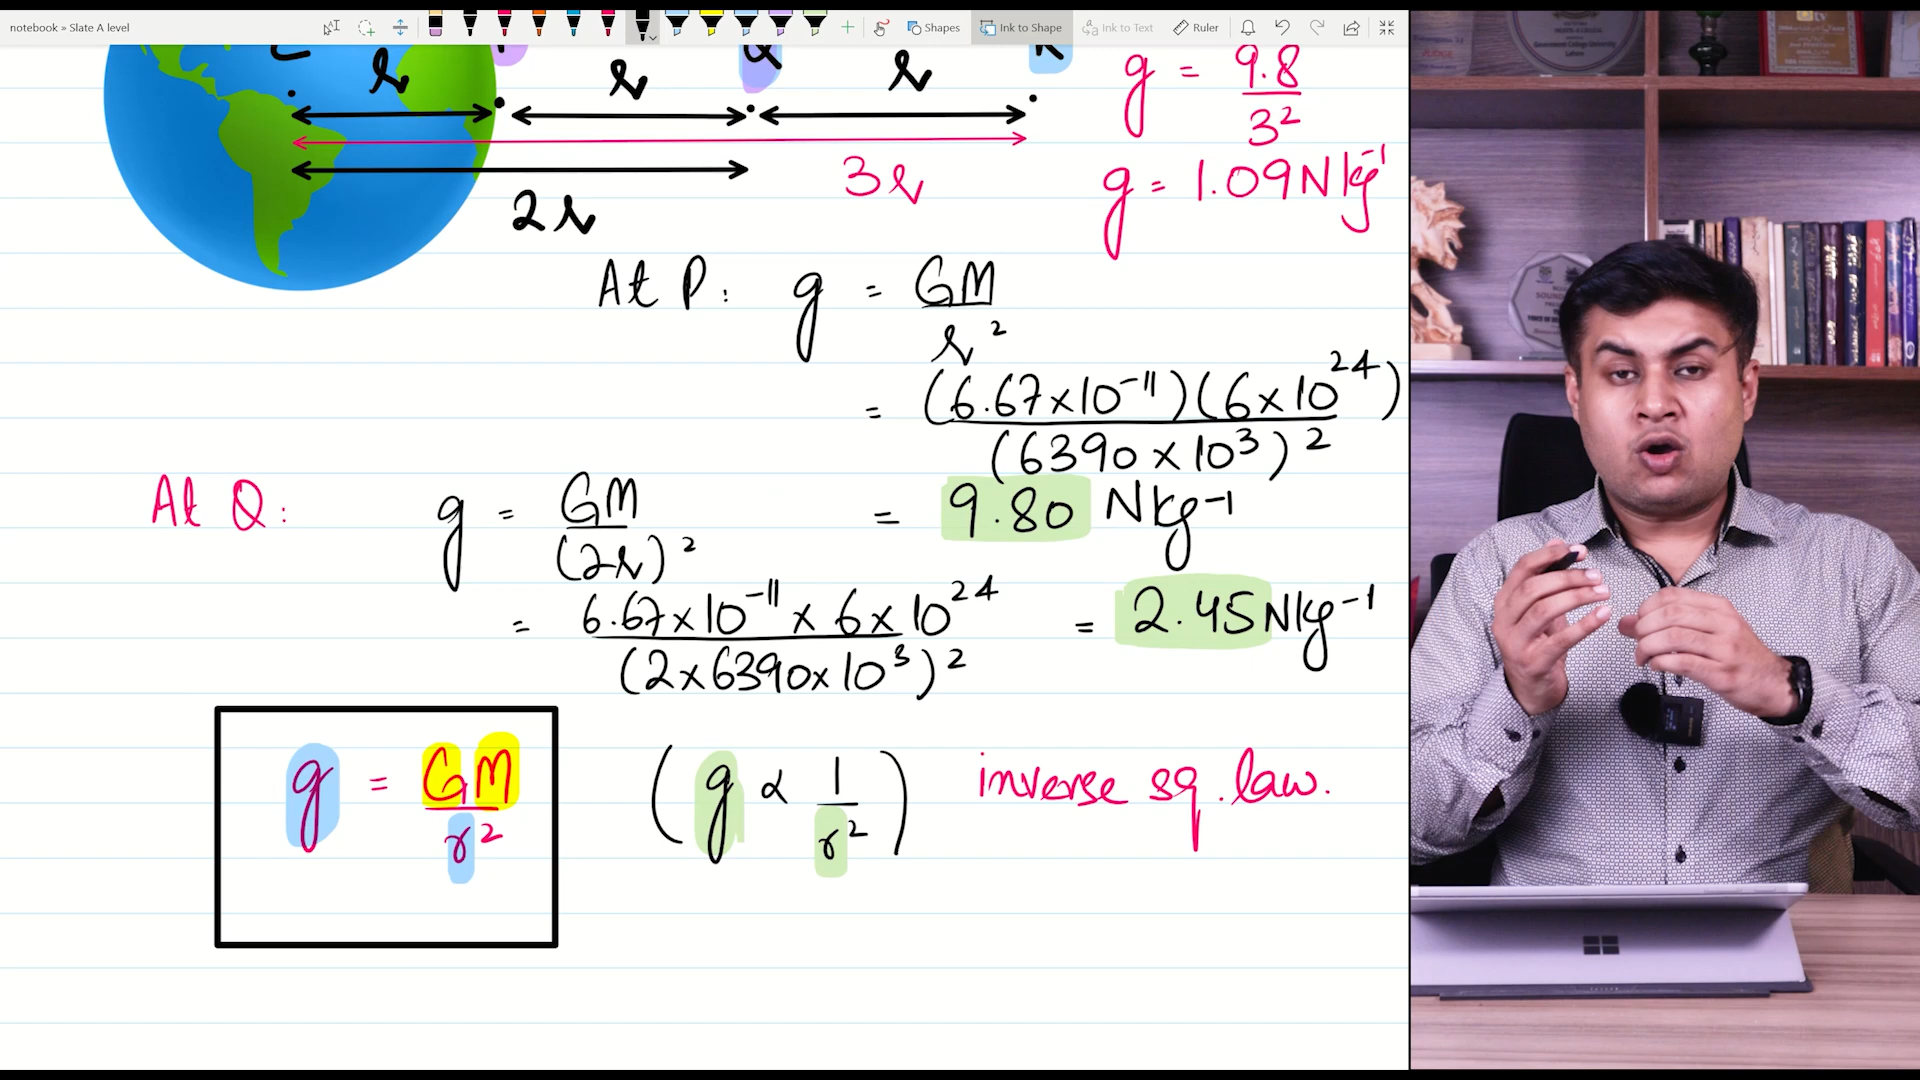 notebook » Slate A level
Shapes
Ink to Shape
Ink to Text
Ruler
r
r
r
3r
2r
g = 9.8
3²
g = 1.09 N kg⁻¹
At P: g = GM
r²
= (6.67×10⁻¹¹)(6×10²⁴)
(6390×10³)²
= 9.80 N kg⁻¹
At Q: g = GM
(2r)²
= 6.67×10⁻¹¹ × 6×10²⁴
(2×6390×10³)²
= 2.45 N kg⁻¹
g = GM
r²
(g ∝ 1
r²)
inverse sq. law.